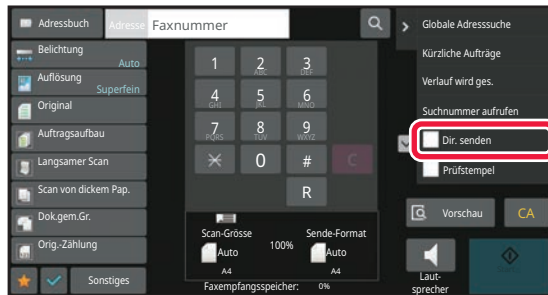 Adressbuch
Adresse
Faxnummer
Globale Adresssuche
Kürzliche Aufträge
Verlauf wird ges.
Suchnummer aufrufen
Dir. senden
Prüfstempel
Vorschau
CA
Belichtung
Auto
Auflösung
Superfein
Original
Auftragsaufbau
Langsamer Scan
Scan von dickem Pap.
Dok.gem.Gr.
Orig.-Zählung
Sonstiges
1
2
ABC
3
DEF
4
GHI
5
JKL
6
MNO
7
PQRS
8
TUV
9
WXYZ
0
#
C
R
Scan-Grösse
Auto
A4
100%
Sende-Format
Auto
A4
Faxempfangsspeicher: 0%
Laut-
sprecher